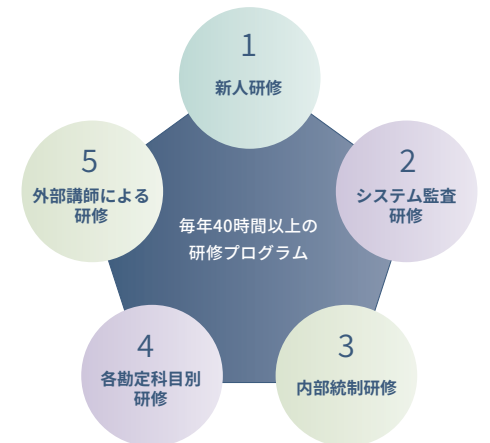 1
新人研修
2
システム監査
研修
3
内部統制研修
4
各勘定科目別
研修
5
外部講師による
研修
毎年40時間以上の
研修プログラム